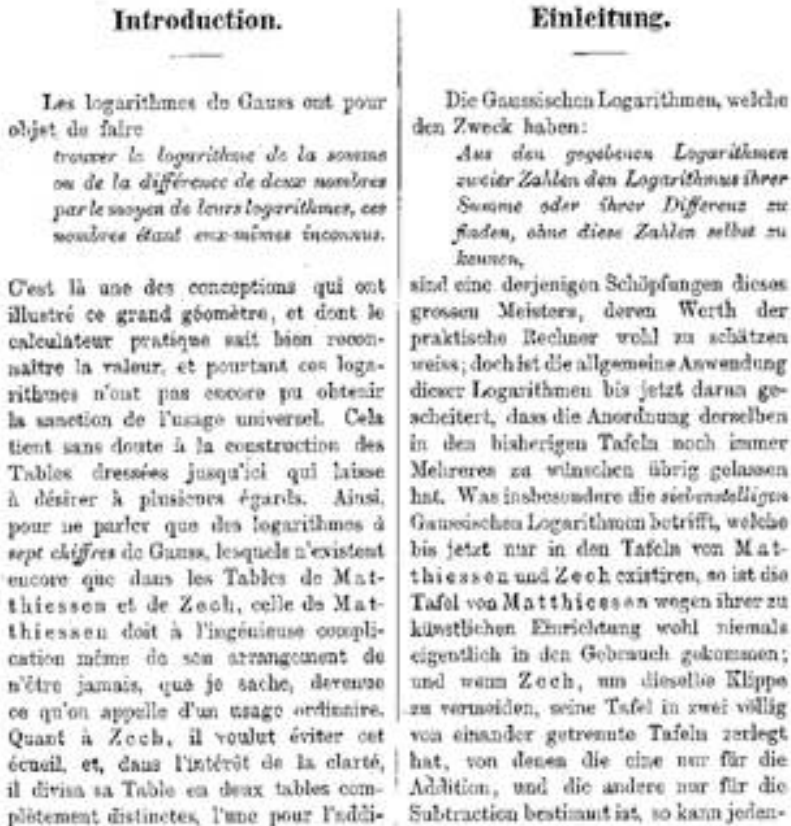 Introduction.
Les logarithmes de Gauss ont pour
objet de faire
trouver le logarithme de la somme
ou de la différence de deux nombres
par le moyen de leurs logarithmes, ces
nombres étant eux-mêmes inconnus.
C'est là une des conceptions qui ont
illustré ce grand géomètre, et dont le
calculateur pratique sait bien recon-
naître la valeur, et pourtant ces loga-
rithmes n'ont pas encore pu obtenir
la sanction de l'usage universel. Cela
tient sans doute à la construction des
Tables dressées jusqu'ici qui laisse
à désirer à plusieurs égards. Ainsi,
pour ne parler que des logarithmes à
sept chiffres de Gauss, lesquels n'existent
encore que dans les Tables de Mat-
thiessen et de Zech, celle de Mat-
thiessen doit à l'ingénieuse compli-
cation même de son arrangement de
n'être jamais, que je sache, devenue
ce qu'on appelle d'un usage ordinaire.
Quant à Zech, il voulut éviter cet
écueil, et, dans l'intérêt de la clarté,
il divisa sa Table en deux tables com-
plètement distinctes, l'une pour l'addi-
Einleitung.
Die Gaussischen Logarithmen, welche
den Zweck haben:
Aus den gegebenen Logarithmen
zweier Zahlen den Logarithmus ihrer
Summe oder ihrer Differenz zu
finden, ohne diese Zahlen selbst zu
kennen,
sind eine derjenigen Schöpfungen dieses
grossen Meisters, deren Werth der
praktische Rechner wohl zu schätzen
weiss; doch ist die allgemeine Anwendung
dieser Logarithmen bis jetzt daran ge-
scheitert, dass die Anordnung derselben
in den bisherigen Tafeln noch immer
Mehreres zu wünschen übrig gelassen
hat. Was insbesondere die siebenstelligen
Gaussischen Logarithmen betrifft, welche
bis jetzt nur in den Tafeln von Mat-
thiessen und Zech existiren, so ist die
Tafel von Matthiessen wegen ihrer zu
künstlichen Einrichtung wohl niemals
eigentlich in den Gebrauch gekommen;
und wenn Zech, um dieselbe Klippe
zu vermeiden, seine Tafel in zwei völlig
von einander getrennte Tafeln zerlegt
hat, von denen die eine nur für die
Addition, und die andere nur für die
Subtraction bestimmt ist, so kann jeden-